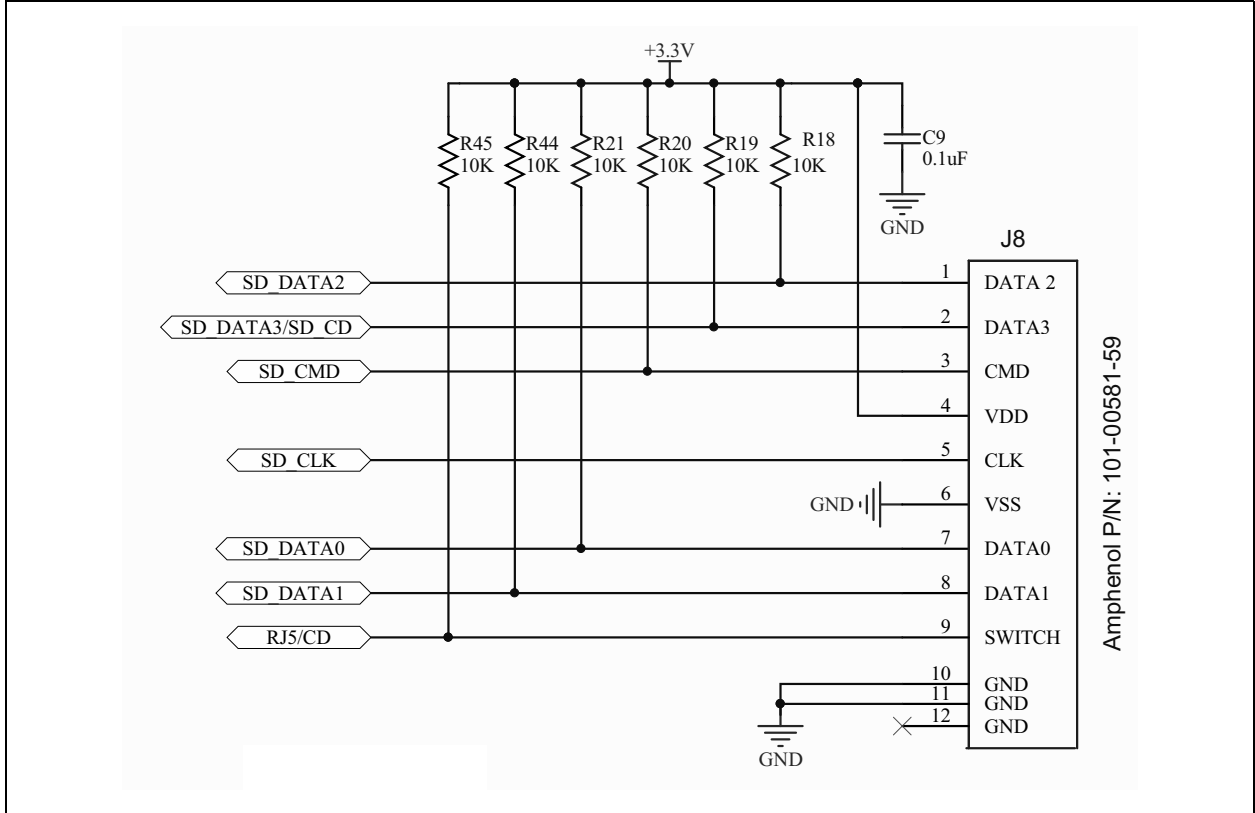 +3.3V
R45
10K
R44
10K
R21
10K
R20
10K
R19
10K
R18
10K
C9
0.1uF
GND
J8
SD_DATA2
1
DATA 2
SD_DATA3/SD_CD
2
DATA3
SD_CMD
3
CMD
4
VDD
SD_CLK
5
CLK
GND
6
VSS
SD_DATA0
7
DATA0
SD_DATA1
8
DATA1
RJ5/CD
9
SWITCH
10
GND
11
GND
12
GND
GND
Amphenol P/N: 101-00581-59